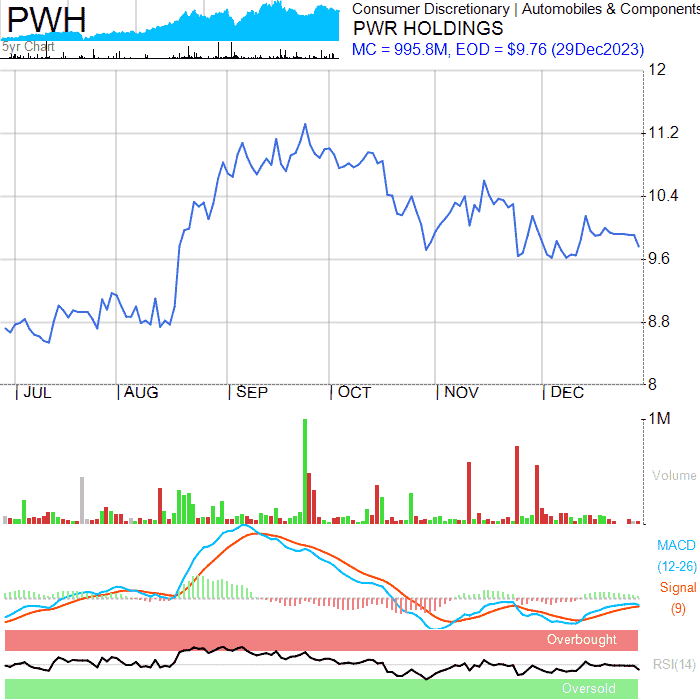 PWH
5yr Chart
Consumer Discretionary | Automobiles & Components
PWR HOLDINGS
MC = 995.8M, EOD = $9.76 (29Dec2023)
12
11.2
10.4
9.6
8.8
8
| JUL | AUG | SEP | OCT | NOV | DEC
1M
Volume
MACD
(12-26)
Signal
(9)
Overbought
RSI(14)
Oversold